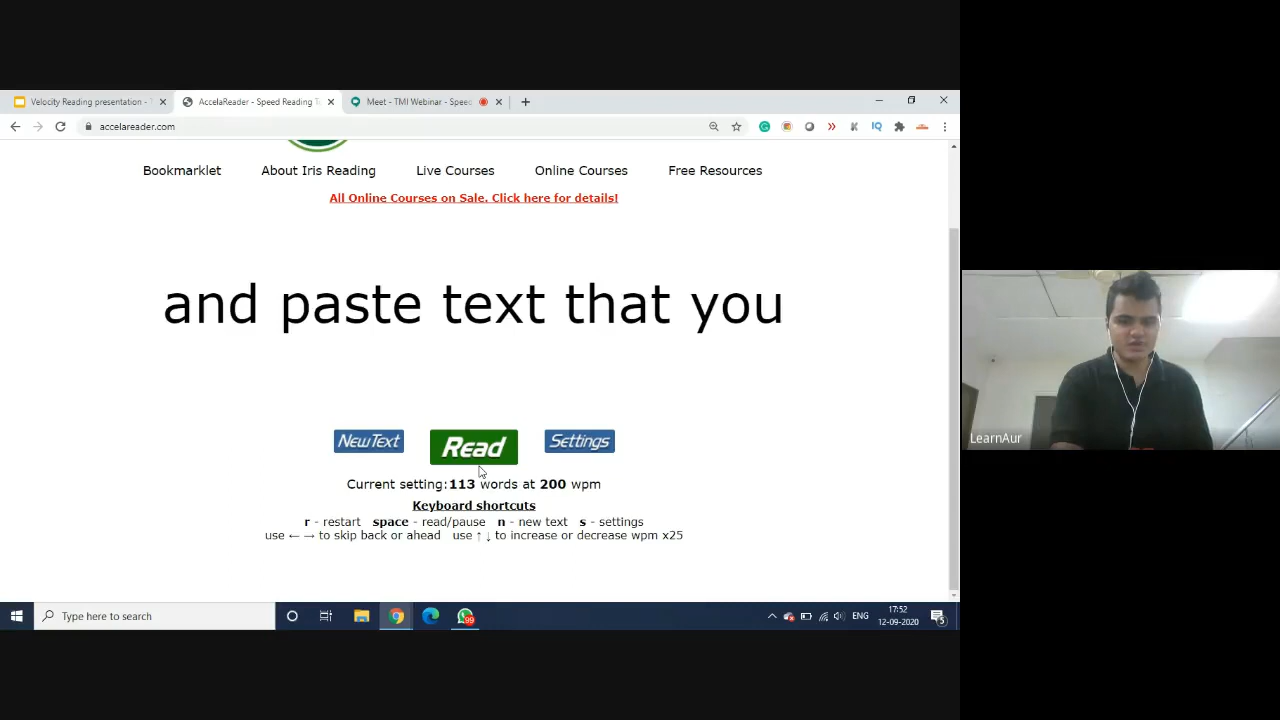 Velocity Reading presentation -
AccelaReader - Speed Reading T
Meet - TMI Webinar - Spee
accelareader.com
Bookmarklet About Iris Reading Live Courses Online Courses Free Resources
All Online Courses on Sale. Click here for details!
and paste text that you
NewText Read Settings
Current setting:113 words at 200 wpm
Keyboard shortcuts
r - restart space - read/pause n - new text s - settings
use ← → to skip back or ahead use ↑ ↓ to increase or decrease wpm x25
LearnAur
Type here to search
99
ENG
17:52
12-09-2020
5